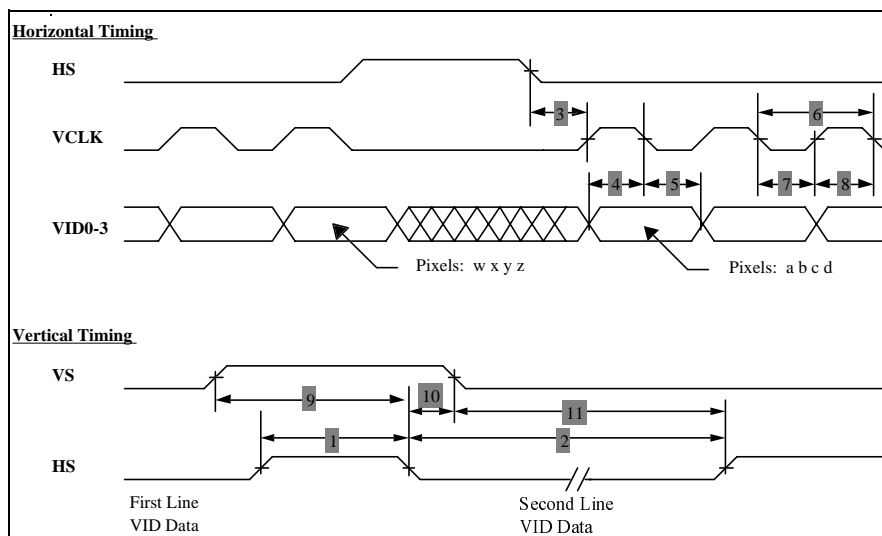 Horizontal Timing
HS
3
6
VCLK
4
5
7
8
VID0-3
Pixels: w x y z
Pixels: a b c d
Vertical Timing
VS
9
10
11
1
2
HS
First Line
VID Data
Second Line
VID Data